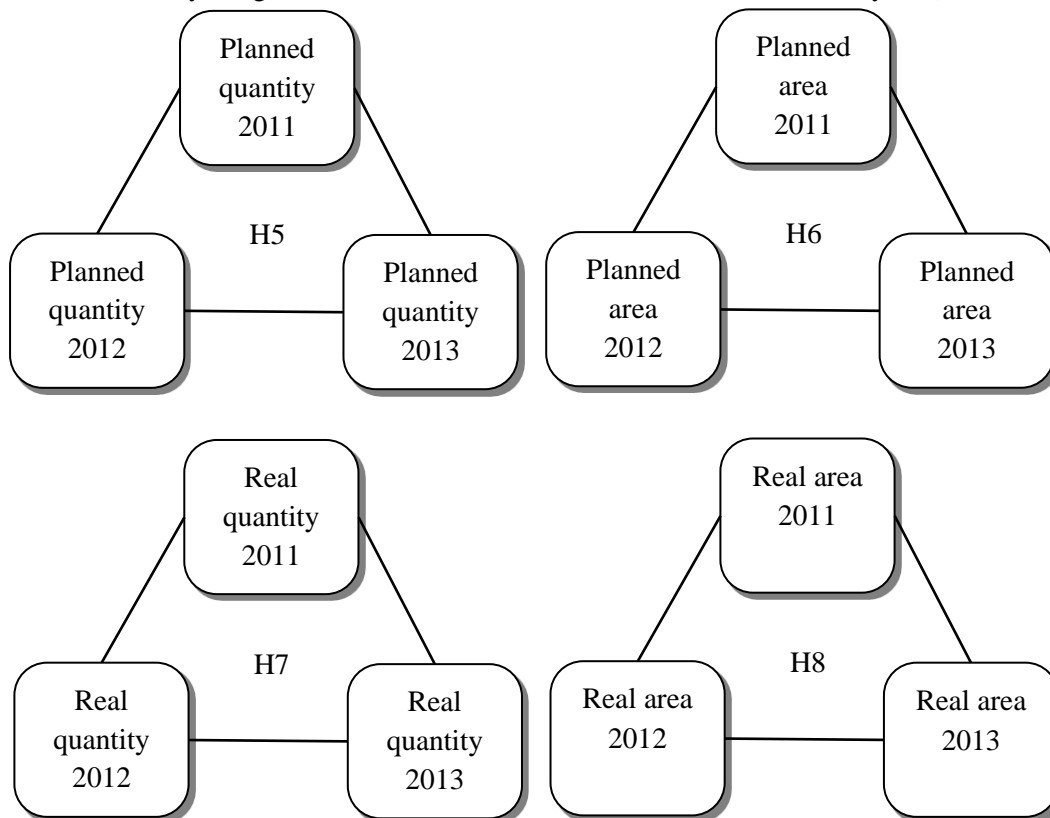 Planned
quantity
2011
Planned
area
2011
H5
H6
Planned
quantity
2012
Planned
quantity
2013
Planned
area
2012
Planned
area
2013
Real
quantity
2011
Real area
2011
H7
H8
Real
quantity
2012
Real
quantity
2013
Real area
2012
Real area
2013